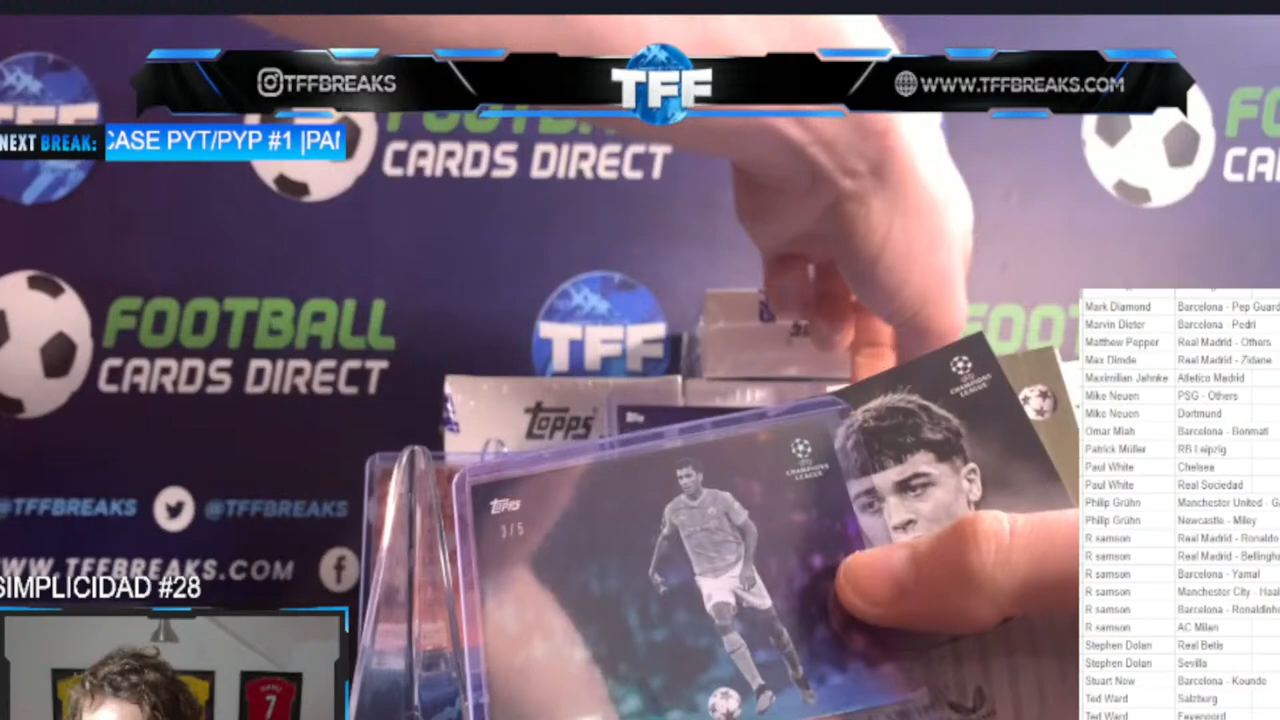 TFFBREAKS
TFF
WWW.TFFBREAKS.COM
NEXT BREAK:
CASE PYT/PYP #1 |PA
CARDS DIRECT
FOOTBALL
CARDS DIRECT
TFF
Topps
UEFA
CHAMPIONS
LEAGUE
UEFA
CHAMPIONS
LEAGUE
Topps
3/5
@TFFBREAKS
@TFFBREAKS
WWW.TFFBREAKS.COM
SIMPLICIDAD #28
7
Mark Diamond Barcelona - Pep Guard
Marvin Dieter Barcelona - Pedri
Matthew Pepper Real Madrid - Others
Max Dimde Real Madrid - Zidane
Maximilian Jahnke Atletico Madrid
Mike Neuen PSG - Others
Mike Neuen Dortmund
Omar Miah Barcelona - Bonmati
Patrick Müller RB Leipzig
Paul White Chelsea
Paul White Real Sociedad
Philip Grühn Manchester United - G
Philip Grühn Newcastle - Miley
R samson Real Madrid - Ronaldo
R samson Real Madrid - Bellingh
R samson Barcelona - Yamal
R samson Manchester City - Haal
R samson Barcelona - Ronaldinh
R samson AC Milan
Stephen Dolan Real Betis
Stephen Dolan Sevilla
Stuart Now Barcelona - Kounde
Ted Ward Salzburg
Ted Ward Feyenoord